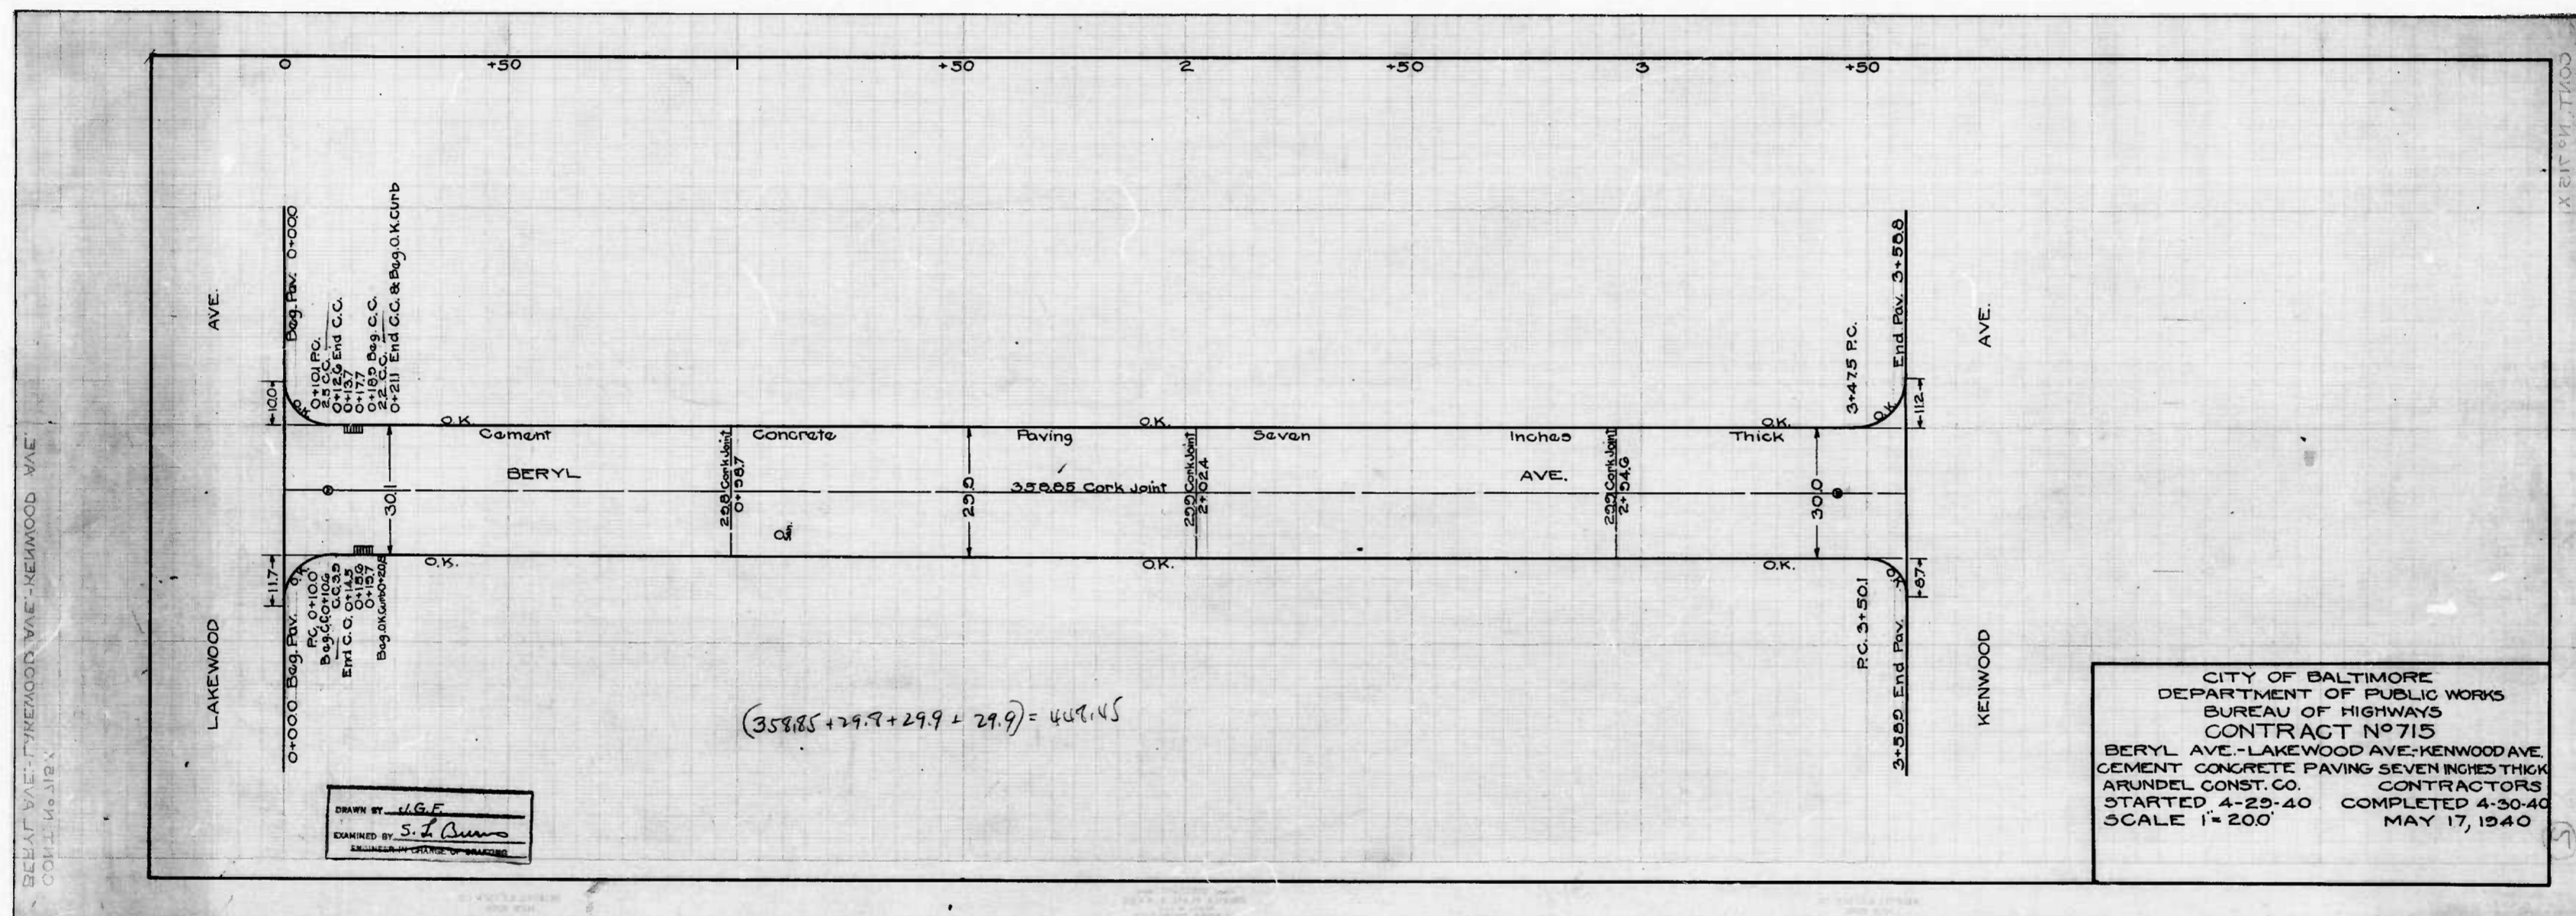 0 +50 1 +50 2 +50 3 +50
AVE.
Beg. Pav. 0+00.0
0+10.1 P.C.
2.5 C.C.
0+12.6 End C.C.
0+13.7
0+17.7
0+18.9 Beg. C.C.
2.2 C.C.
0+21.1 End C.C. & Beg. O.K. Curb
10.0
O.K.
3+47.5 P.C.
End Pav. 3+58.8
AVE.
11.2
O.K.
O.K. O.K. O.K.
Cement Concrete Paving Seven Inches Thick
BERYL AVE.
30.1
29.8 Cork Joint
0+98.7
29.9
358.85 Cork Joint
29.9 Cork Joint
2+02.4
29.9 Cork Joint
2+94.6
30.0
O.K. O.K. O.K.
11.7
O.K.
LAKEWOOD
0+00.0 Beg. Pav.
P.C. 0+10.0
Beg. C.C. 0+10.6
C.C. 3.9
End C.C. 0+14.5
0+15.6
0+19.7
Beg. O.K. Curb 0+20.8
8.7
O.K.
P.C. 3+50.1
3+58.9 End Pav.
KENWOOD
(358.85 + 29.8 + 29.9 + 29.9) = 448.45
DRAWN BY J.G.F.
EXAMINED BY S. L. Burns
ENGINEER IN CHARGE OF DRAFTING
CITY OF BALTIMORE
DEPARTMENT OF PUBLIC WORKS
BUREAU OF HIGHWAYS
CONTRACT Nº 715
BERYL AVE.-LAKEWOOD AVE-KENWOOD AVE.
CEMENT CONCRETE PAVING SEVEN INCHES THICK
ARUNDEL CONST. CO. CONTRACTORS
STARTED 4-29-40 COMPLETED 4-30-40
SCALE 1"=20.0' MAY 17, 1940
BERYL AVE.-LAKEWOOD AVE.-KENWOOD AVE.
CONT. Nº 715 X
CONT. Nº 715 X